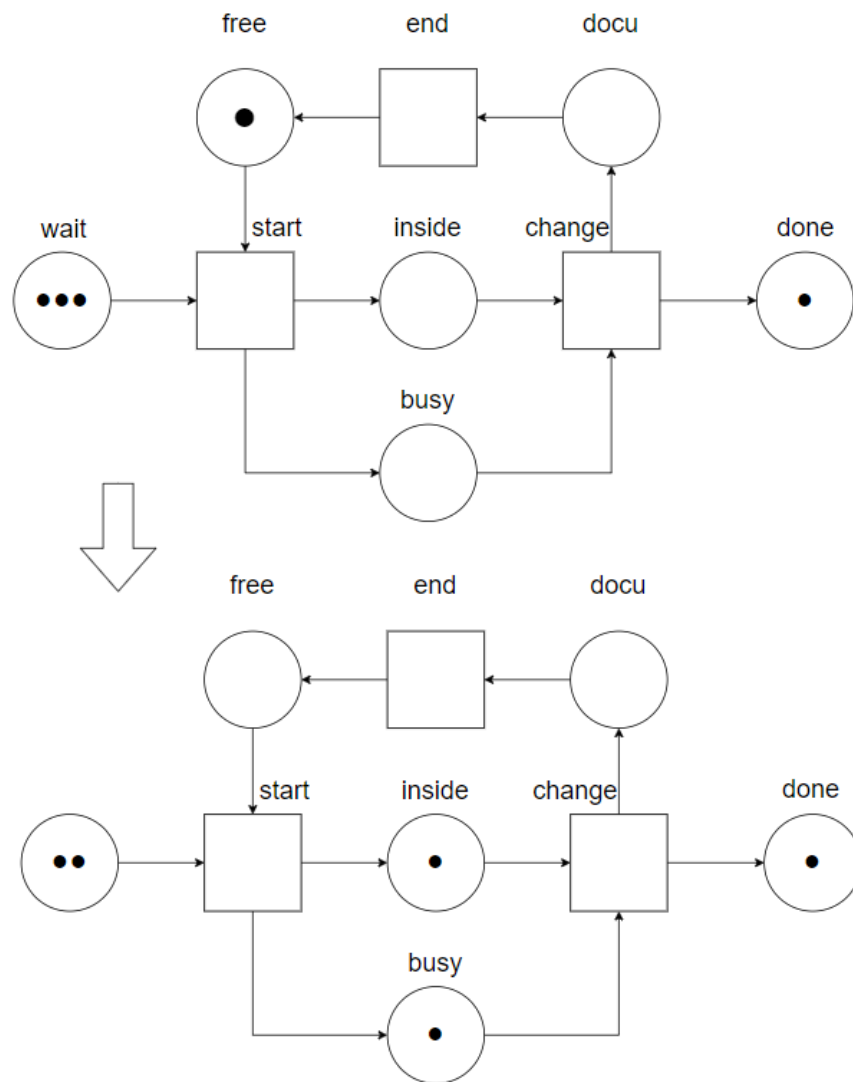 free end docu
wait start inside change done
busy
free end docu
start inside change done
busy